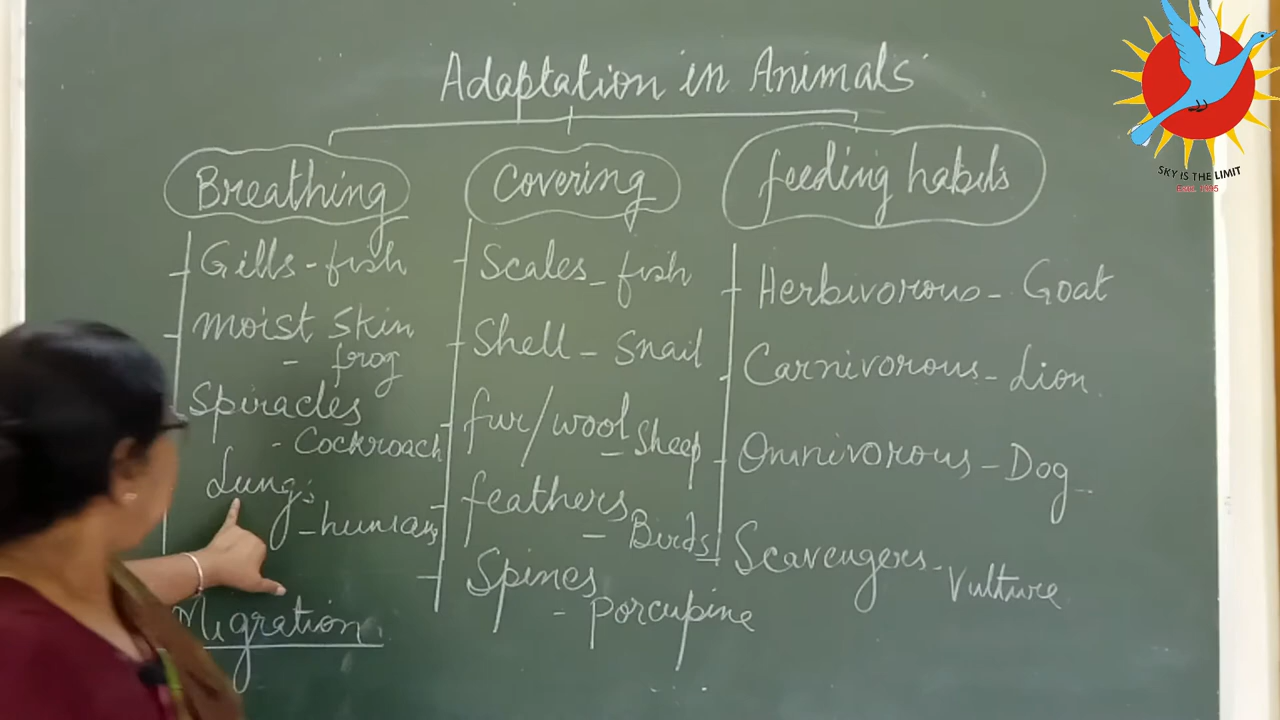 Adaptation in Animals
Breathing
Gills - fish
Moist Skin
- frog
Spiracles
- Cockroach
Lungs
- humans
Migration
Covering
Scales - fish
Shell - Snail
fur/wool - Sheep
feathers
- Birds
Spines
- Porcupine
feeding habits
Herbivorous - Goat
Carnivorous - Lion
Omnivorous - Dog
Scavengers - Vulture
SKY IS THE LIMIT
ESTD. 1995